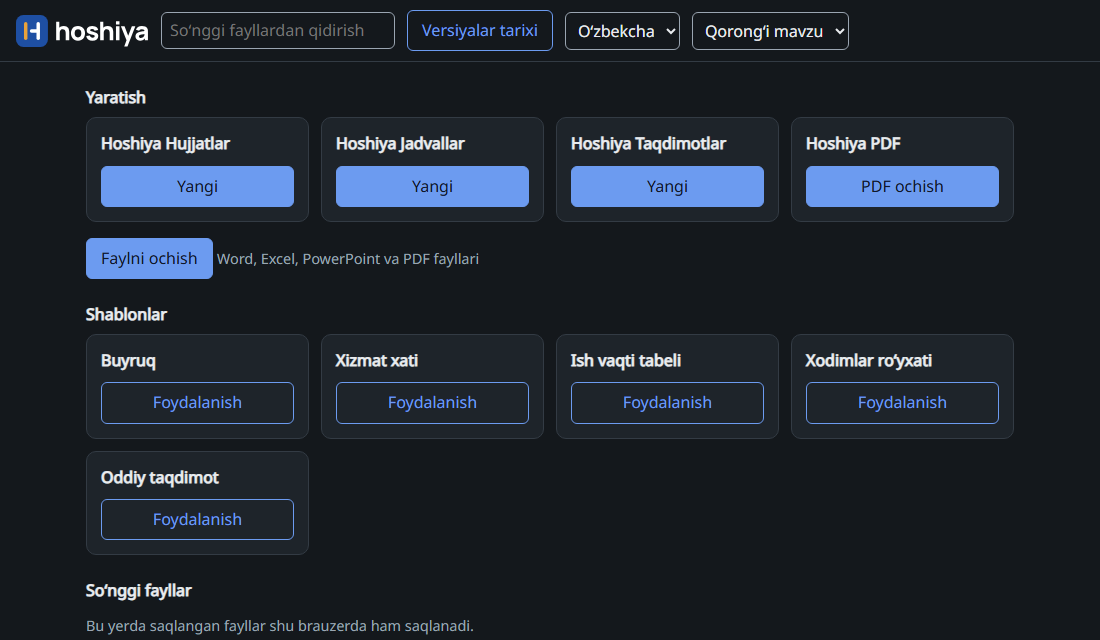 hoshiya
So‘nggi fayllardan qidirish
Versiyalar tarixi
O‘zbekcha
Qorong‘i mavzu
Yaratish
Hoshiya Hujjatlar
Yangi
Hoshiya Jadvallar
Yangi
Hoshiya Taqdimotlar
Yangi
Hoshiya PDF
PDF ochish
Faylni ochish
Word, Excel, PowerPoint va PDF fayllari
Shablonlar
Buyruq
Foydalanish
Xizmat xati
Foydalanish
Ish vaqti tabeli
Foydalanish
Xodimlar ro‘yxati
Foydalanish
Oddiy taqdimot
Foydalanish
So‘nggi fayllar
Bu yerda saqlangan fayllar shu brauzerda ham saqlanadi.